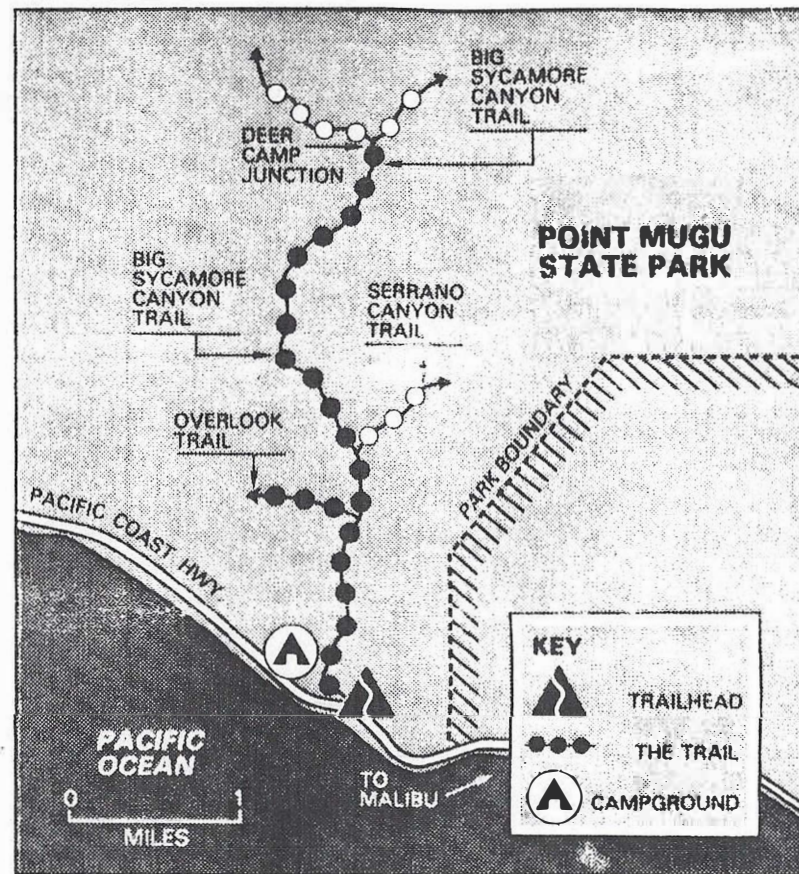 BIG
SYCAMORE
CANYON
TRAIL
DEER
CAMP
JUNCTION
POINT MUGU
STATE PARK
BIG
SYCAMORE
CANYON
TRAIL
SERRANO
CANYON
TRAIL
OVERLOOK
TRAIL
PARK BOUNDARY
PACIFIC COAST HWY
KEY
TRAILHEAD
THE TRAIL
CAMPGROUND
PACIFIC
OCEAN
TO
MALIBU
0 1
MILES